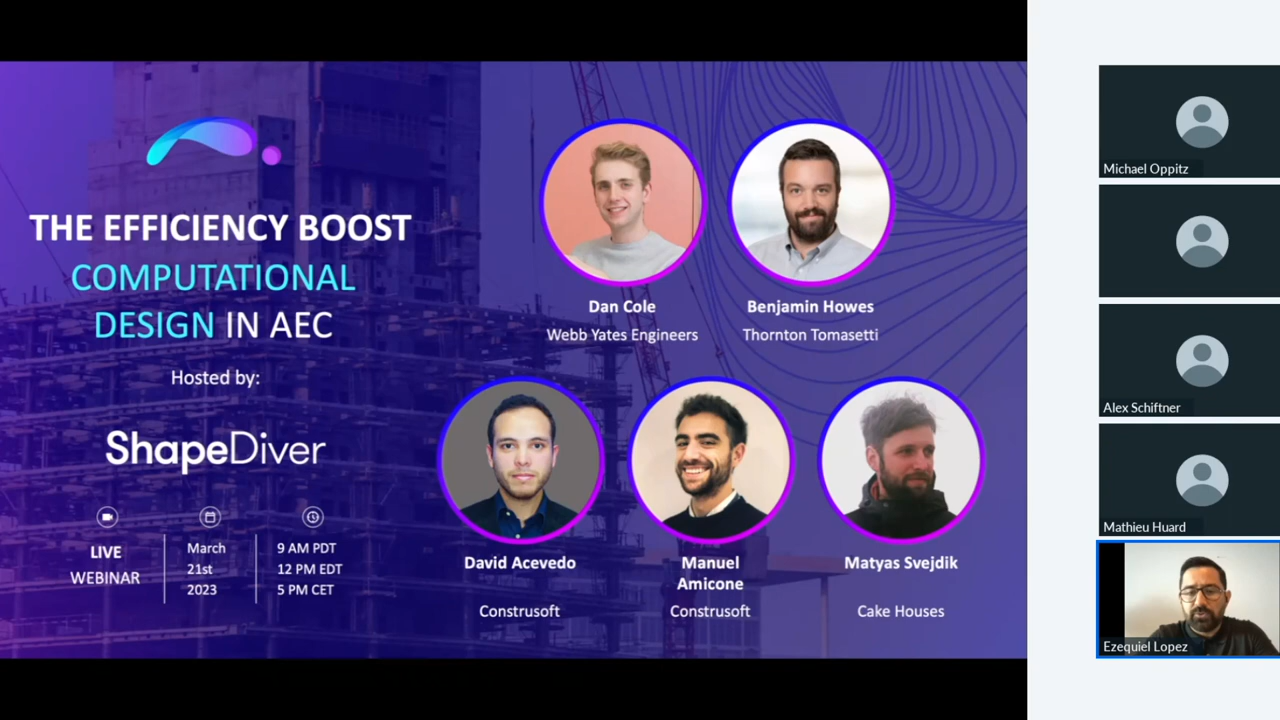 THE EFFICIENCY BOOST
COMPUTATIONAL
DESIGN IN AEC
Hosted by:
ShapeDiver
LIVE
WEBINAR
March
21st
2023
9 AM PDT
12 PM EDT
5 PM CET
Dan Cole
Webb Yates Engineers
Benjamin Howes
Thornton Tomasetti
David Acevedo
Construsoft
Manuel
Amicone
Construsoft
Matyas Svejdik
Cake Houses
Michael Oppitz
Alex Schiftner
Mathieu Huard
Ezequiel Lopez